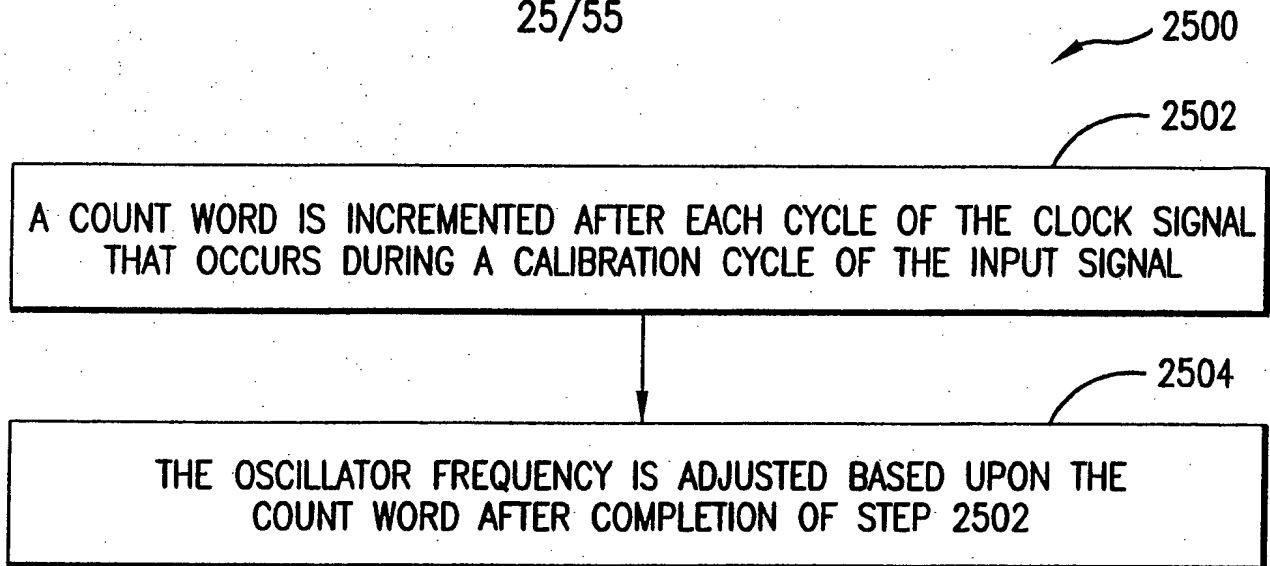 25/55
2500
2502
A COUNT WORD IS INCREMENTED AFTER EACH CYCLE OF THE CLOCK SIGNAL
THAT OCCURS DURING A CALIBRATION CYCLE OF THE INPUT SIGNAL
2504
THE OSCILLATOR FREQUENCY IS ADJUSTED BASED UPON THE
COUNT WORD AFTER COMPLETION OF STEP 2502